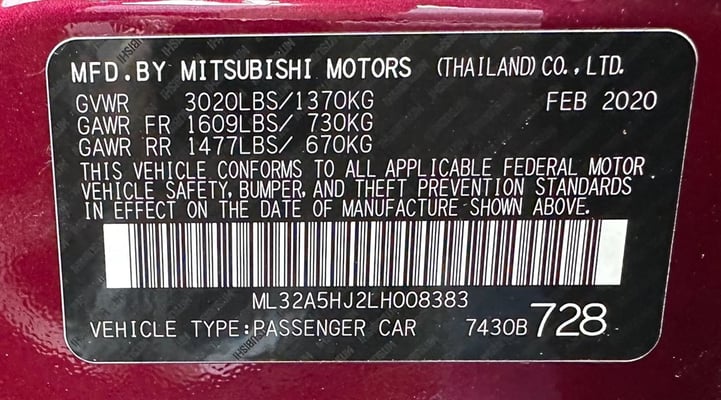 MFD.BY MITSUBISHI MOTORS (THAILAND) CO., LTD.
GVWR 3020LBS/1370KG FEB 2020
GAWR FR 1609LBS/ 730KG
GAWR RR 1477LBS/ 670KG
THIS VEHICLE CONFORMS TO ALL APPLICABLE FEDERAL MOTOR
VEHICLE SAFETY, BUMPER, AND THEFT PREVENTION STANDARDS
IN EFFECT ON THE DATE OF MANUFACTURE SHOWN ABOVE.
ML32A5HJ2LH008383
VEHICLE TYPE:PASSENGER CAR 7430B 728